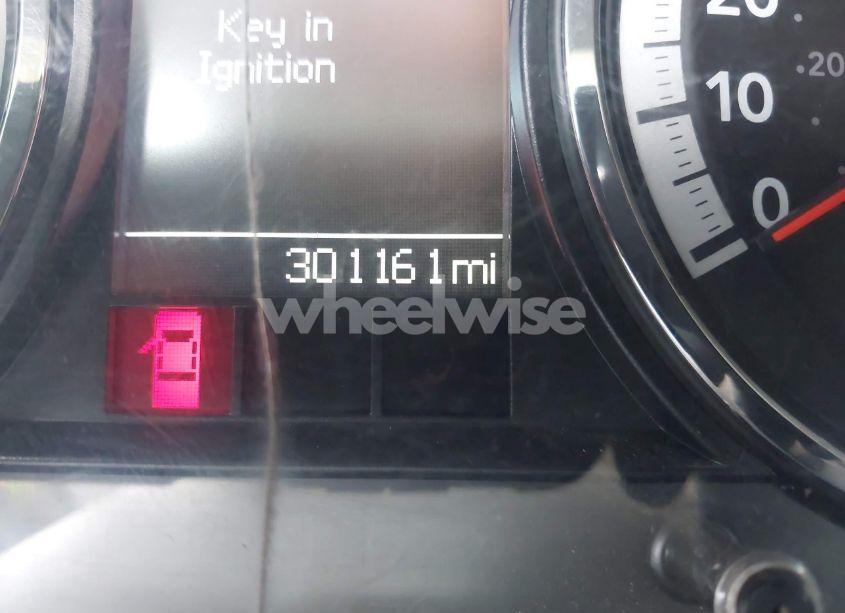 Key in
Ignition
20
10
20
0
301161mi
wheelwise